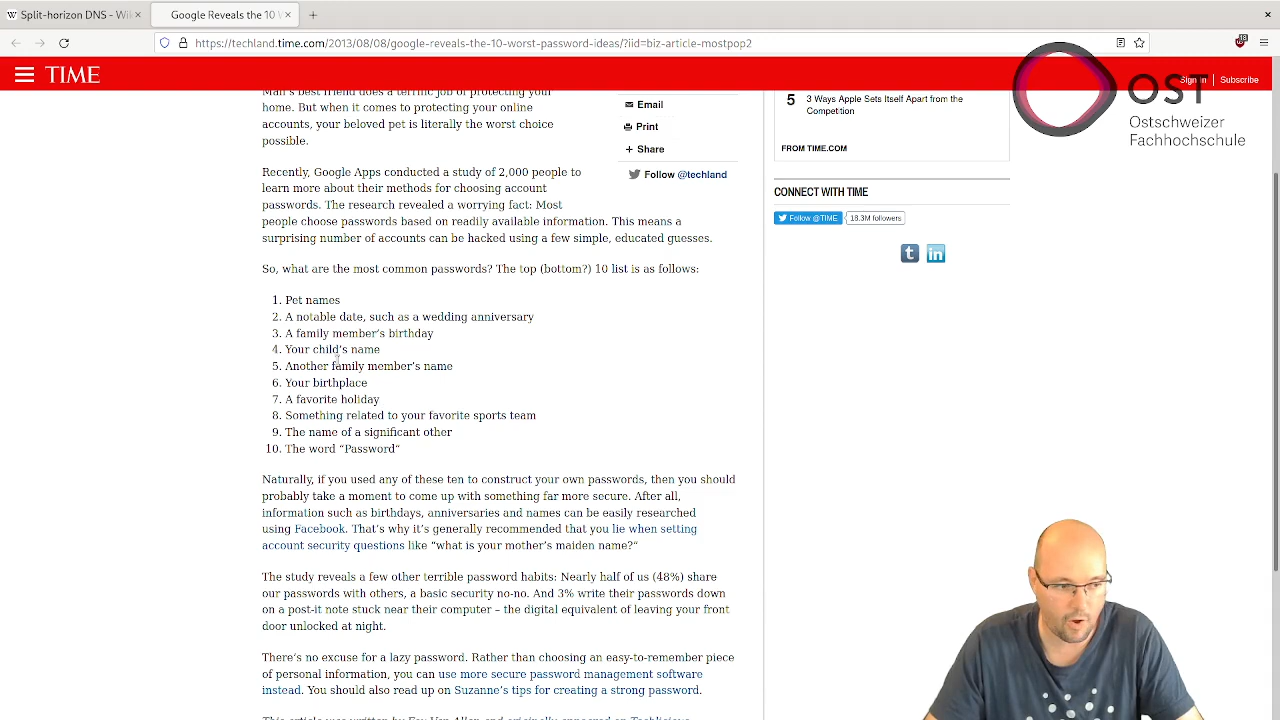 Split-horizon DNS - Wi
Google Reveals the 10
https://techland.time.com/2013/08/08/google-reveals-the-10-worst-password-ideas/?iid=biz-article-mostpop2
TIME
Sign In
Subscribe
OST
Ostschweizer
Fachhochschule
Man's best friend does a terrific job of protecting your
home. But when it comes to protecting your online
accounts, your beloved pet is literally the worst choice
possible.
Email
Print
Share
Follow @techland
5 3 Ways Apple Sets Itself Apart from the
Competition
FROM TIME.COM
CONNECT WITH TIME
Follow @TIME
18.3M followers
Recently, Google Apps conducted a study of 2,000 people to
learn more about their methods for choosing account
passwords. The research revealed a worrying fact: Most
people choose passwords based on readily available information. This means a
surprising number of accounts can be hacked using a few simple, educated guesses.
So, what are the most common passwords? The top (bottom?) 10 list is as follows:
1. Pet names
2. A notable date, such as a wedding anniversary
3. A family member's birthday
4. Your child's name
5. Another family member's name
6. Your birthplace
7. A favorite holiday
8. Something related to your favorite sports team
9. The name of a significant other
10. The word “Password“
Naturally, if you used any of these ten to construct your own passwords, then you should
probably take a moment to come up with something far more secure. After all,
information such as birthdays, anniversaries and names can be easily researched
using Facebook. That's why it's generally recommended that you lie when setting
account security questions like “what is your mother's maiden name?“
The study reveals a few other terrible password habits: Nearly half of us (48%) share
our passwords with others, a basic security no-no. And 3% write their passwords down
on a post-it note stuck near their computer – the digital equivalent of leaving your front
door unlocked at night.
There's no excuse for a lazy password. Rather than choosing an easy-to-remember piece
of personal information, you can use more secure password management software
instead. You should also read up on Suzanne's tips for creating a strong password.
This article was written by Fox Van Allen and originally appeared on Techlicious.